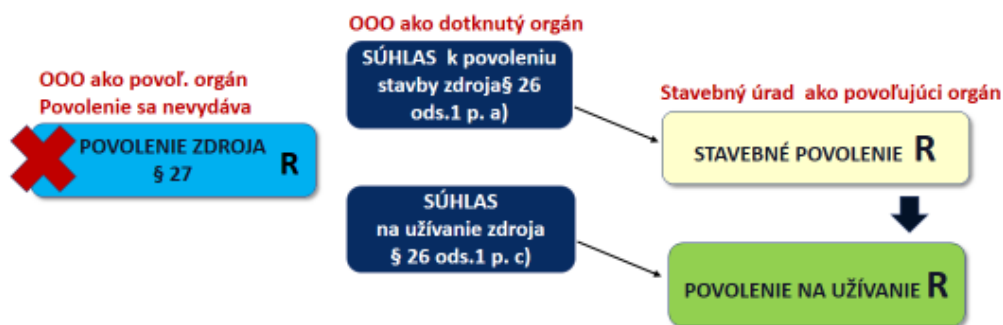 OOO ako povoľ. orgán
Povolenie sa nevydáva
POVOLENIE ZDROJA
§ 27
R
OOO ako dotknutý orgán
SÚHLAS k povoleniu
stavby zdroja§ 26
ods.1 p. a)
SÚHLAS
na užívanie zdroja
§ 26 ods.1 p. c)
Stavebný úrad ako povoľujúci orgán
STAVEBNÉ POVOLENIE R
POVOLENIE NA UŽÍVANIE R